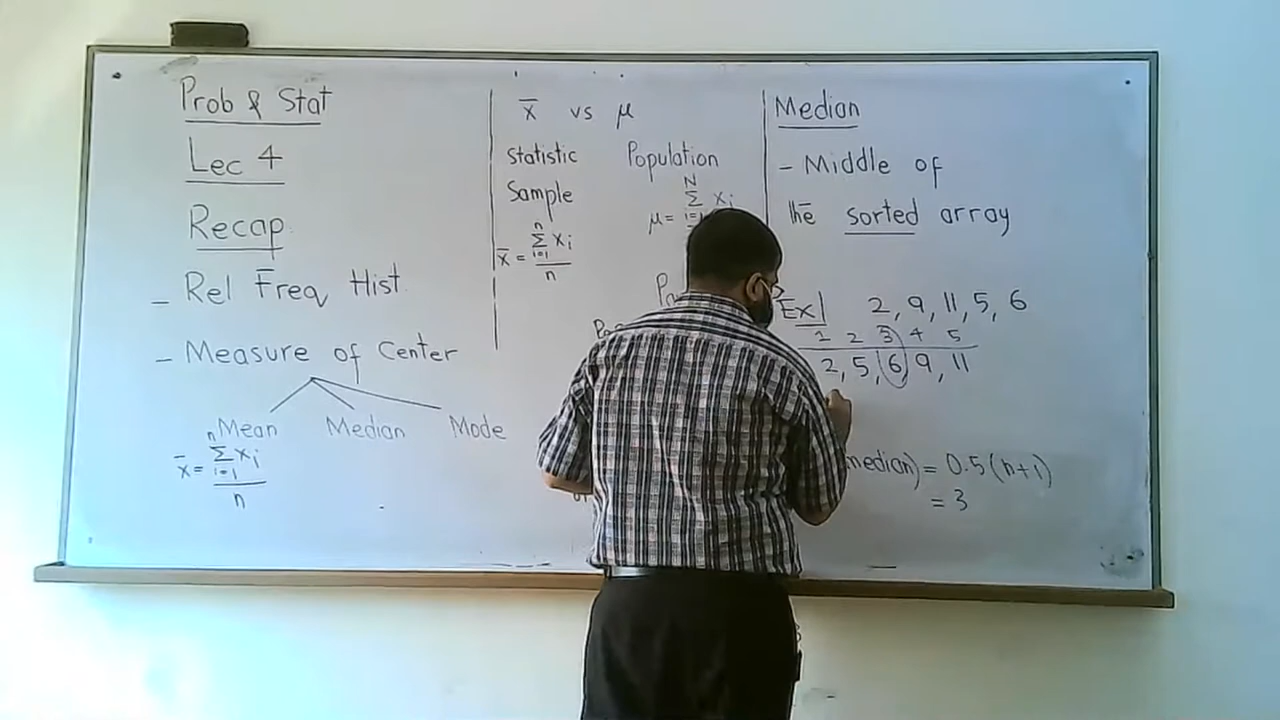 Prob & Stat
Lec 4
Recap
- Rel Freq Hist
- Measure of Center
Mean Median Mode
x̄ = n Σ i=1 xi
n
x̄ vs μ
Statistic Population
Sample
N Σ xi
μ =
x̄ = n Σ i=1 xi
n
Median
- Middle of
the sorted array
Ex1 2, 9, 11, 5, 6
1 2 3 4 5
2, 5, 6, 9, 11
median) = 0.5(n+1)
= 3